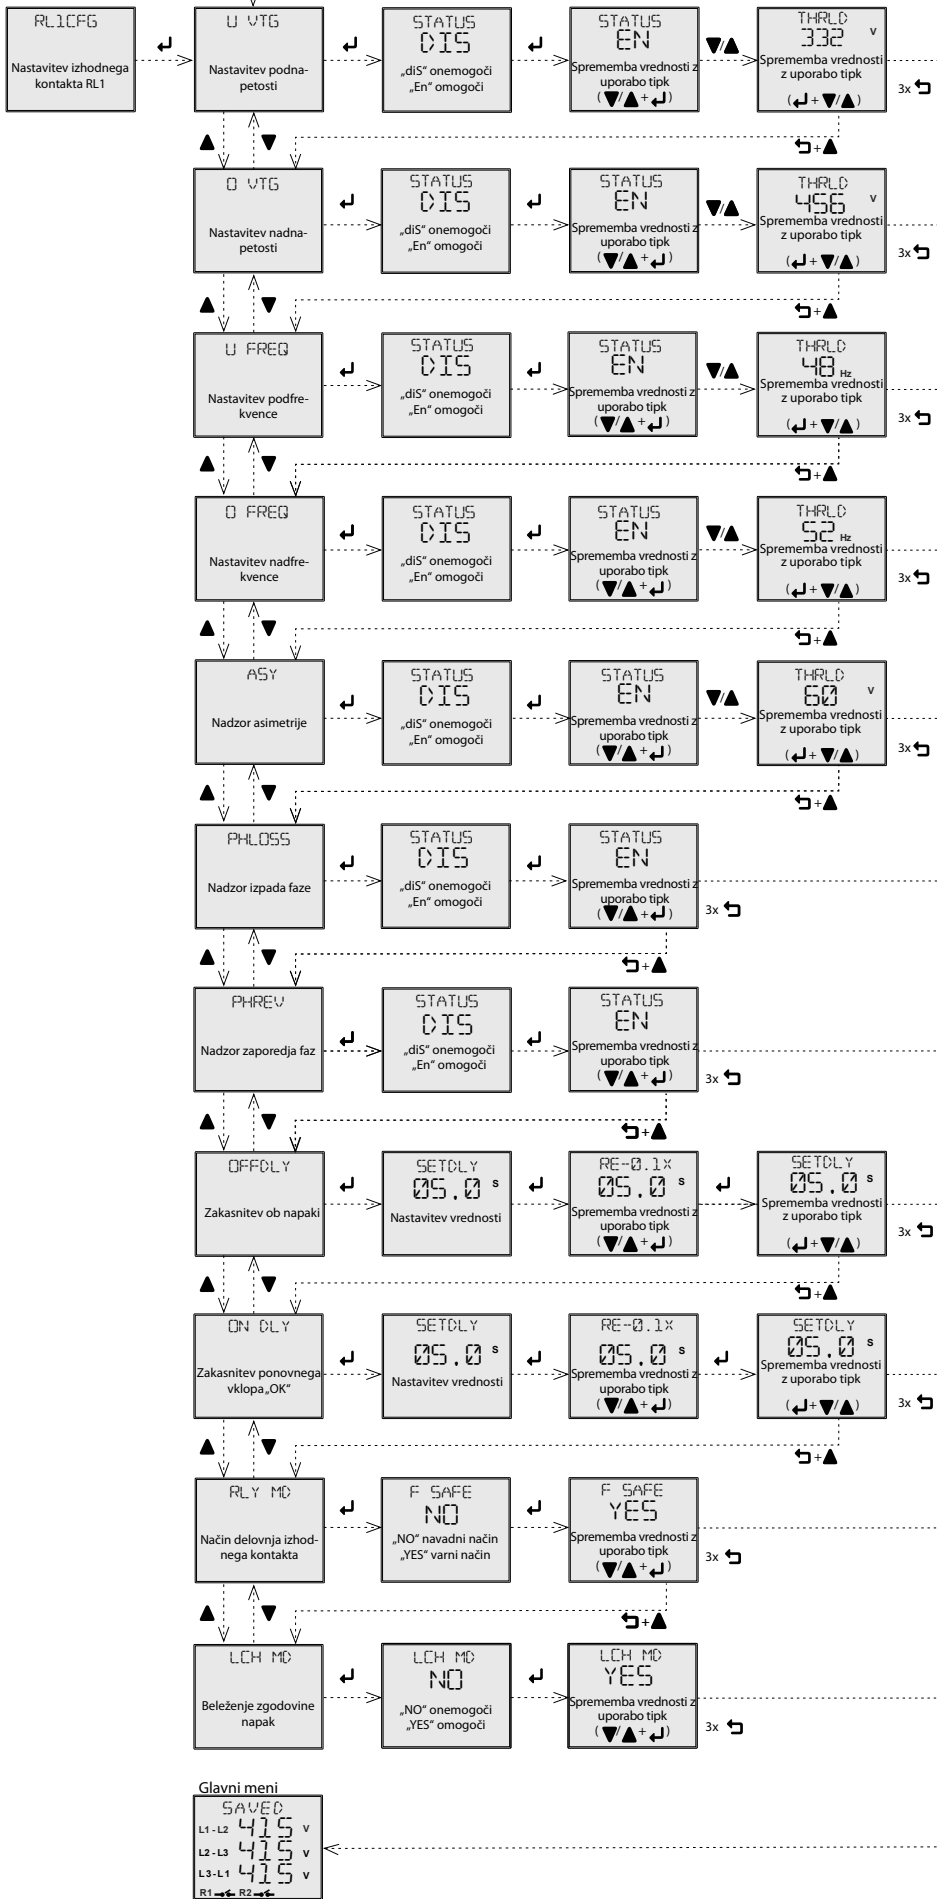 RL1CFG
Nastavitev izhodnega
kontakta RL1
U VTG
Nastavitev podna-
petosti
STATUS
DIS
„diS“ onemogoči
„En“ omogoči
STATUS
EN
Sprememba vrednosti z
uporabo tipk
(▼/▲ + ↵)
▼/▲
THRLD
332 V
Sprememba vrednosti
z uporabo tipk
(↵ + ▼/▲)
3x
+▲
O VTG
Nastavitev nadna-
petosti
STATUS
DIS
„diS“ onemogoči
„En“ omogoči
STATUS
EN
Sprememba vrednosti z
uporabo tipk
(▼/▲ + ↵)
▼/▲
THRLD
456 V
Sprememba vrednosti
z uporabo tipk
(↵ + ▼/▲)
3x
+▲
U FREQ
Nastavitev podfre-
kvence
STATUS
DIS
„diS“ onemogoči
„En“ omogoči
STATUS
EN
Sprememba vrednosti z
uporabo tipk
(▼/▲ + ↵)
▼/▲
THRLD
48 Hz
Sprememba vrednosti
z uporabo tipk
(↵ + ▼/▲)
3x
+▲
O FREQ
Nastavitev nadfre-
kvence
STATUS
DIS
„diS“ onemogoči
„En“ omogoči
STATUS
EN
Sprememba vrednosti z
uporabo tipk
(▼/▲ + ↵)
▼/▲
THRLD
52 Hz
Sprememba vrednosti
z uporabo tipk
(↵ + ▼/▲)
3x
+▲
ASY
Nadzor asimetrije
STATUS
DIS
„diS“ onemogoči
„En“ omogoči
STATUS
EN
Sprememba vrednosti z
uporabo tipk
(▼/▲ + ↵)
▼/▲
THRLD
60 V
Sprememba vrednosti
z uporabo tipk
(↵ + ▼/▲)
3x
+▲
PHLOSS
Nadzor izpada faze
STATUS
DIS
„diS“ onemogoči
„En“ omogoči
STATUS
EN
Sprememba vrednosti z
uporabo tipk
(▼/▲ + ↵)
3x
+▲
PHREV
Nadzor zaporedja faz
STATUS
DIS
„diS“ onemogoči
„En“ omogoči
STATUS
EN
Sprememba vrednosti z
uporabo tipk
(▼/▲ + ↵)
3x
+▲
OFFDLY
Zakasnitev ob napaki
SETDLY
05.0 s
Nastavitev vrednosti
RE-0.1X
05.0 s
Sprememba vrednosti z
uporabo tipk
(▼/▲ + ↵)
SETDLY
05.0 s
Sprememba vrednosti
z uporabo tipk
(↵ + ▼/▲)
3x
+▲
ON DLY
Zakasnitev ponovnega
vklopa „OK“
SETDLY
05.0 s
Nastavitev vrednosti
RE-0.1X
05.0 s
Sprememba vrednosti z
uporabo tipk
(▼/▲ + ↵)
SETDLY
05.0 s
Sprememba vrednosti
z uporabo tipk
(↵ + ▼/▲)
3x
+▲
RLY MD
Način delovnja izhod-
nega kontakta
F SAFE
NO
„NO“ navadni način
„YES“ varni način
F SAFE
YES
Sprememba vrednosti z
uporabo tipk
(▼/▲ + ↵)
3x
+▲
LCH MD
Beleženje zgodovine
napak
LCH MD
NO
„NO“ onemogoči
„YES“ omogoči
LCH MD
YES
Sprememba vrednosti z
uporabo tipk
(▼/▲ + ↵)
3x
Glavni meni
SAVED
L1-L2 415 V
L2-L3 415 V
L3-L1 415 V
R1 R2